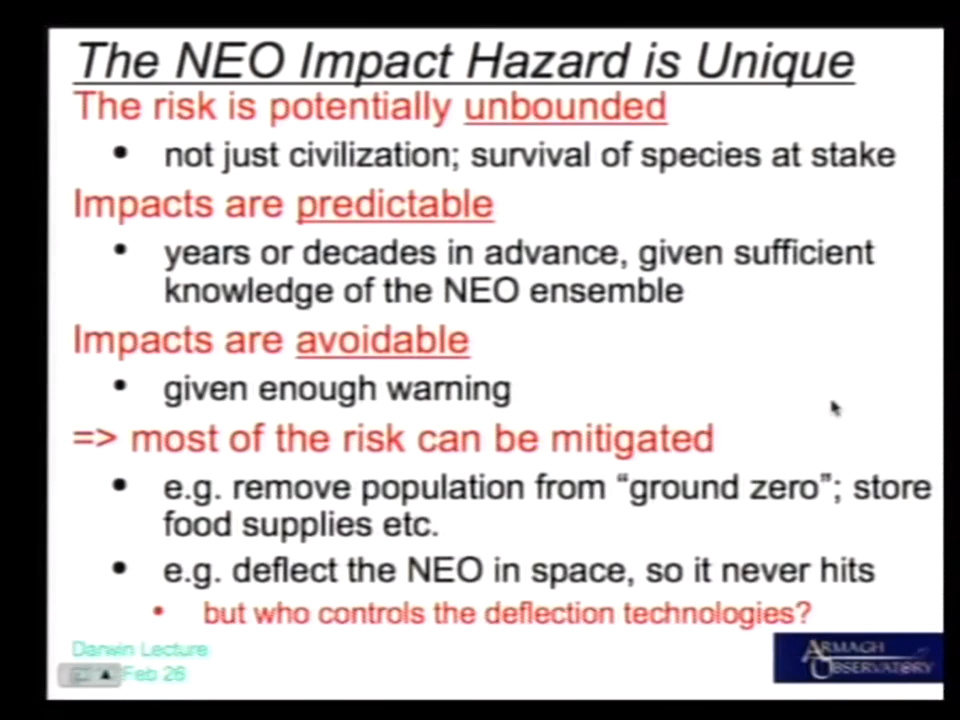 The NEO Impact Hazard is Unique
The risk is potentially unbounded
• not just civilization; survival of species at stake
Impacts are predictable
• years or decades in advance, given sufficient
knowledge of the NEO ensemble
Impacts are avoidable
• given enough warning
=> most of the risk can be mitigated
• e.g. remove population from “ground zero”; store
food supplies etc.
• e.g. deflect the NEO in space, so it never hits
• but who controls the deflection technologies?
Darwin Lecture
Feb 26
ARMAGH
OBSERVATORY